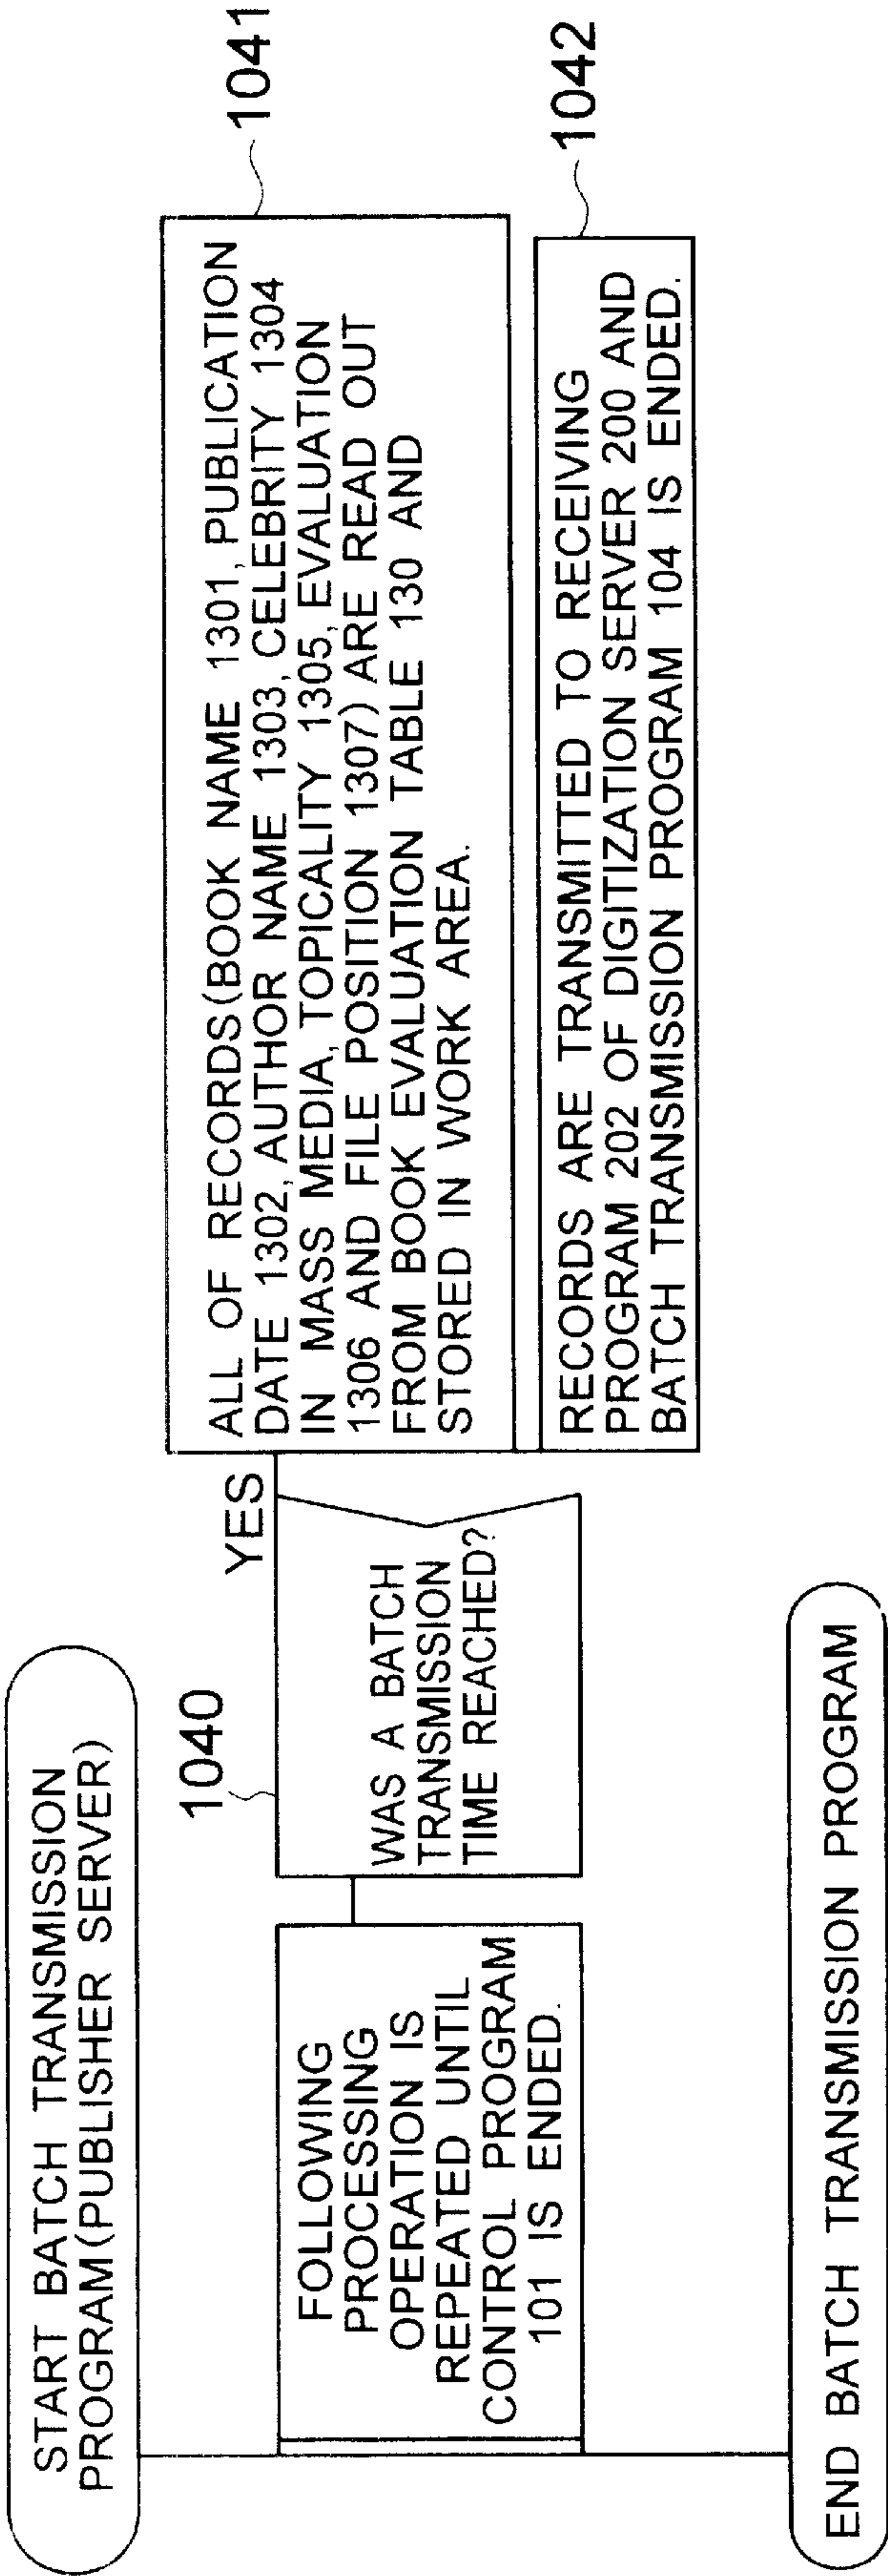 START BATCH TRANSMISSION
PROGRAM(PUBLISHER SERVER)
FOLLOWING
PROCESSING
OPERATION IS
REPEATED UNTIL
CONTROL PROGRAM
101 IS ENDED.
1040
WAS A BATCH
TRANSMISSION
TIME REACHED?
YES
ALL OF RECORDS(BOOK NAME 1301, PUBLICATION
DATE 1302, AUTHOR NAME 1303, CELEBRITY 1304
IN MASS MEDIA, TOPICALITY 1305, EVALUATION
1306 AND FILE POSITION 1307) ARE READ OUT
FROM BOOK EVALUATION TABLE 130 AND
STORED IN WORK AREA.
1041
RECORDS ARE TRANSMITTED TO RECEIVING
PROGRAM 202 OF DIGITIZATION SERVER 200 AND
BATCH TRANSMISSION PROGRAM 104 IS ENDED.
1042
END BATCH TRANSMISSION PROGRAM